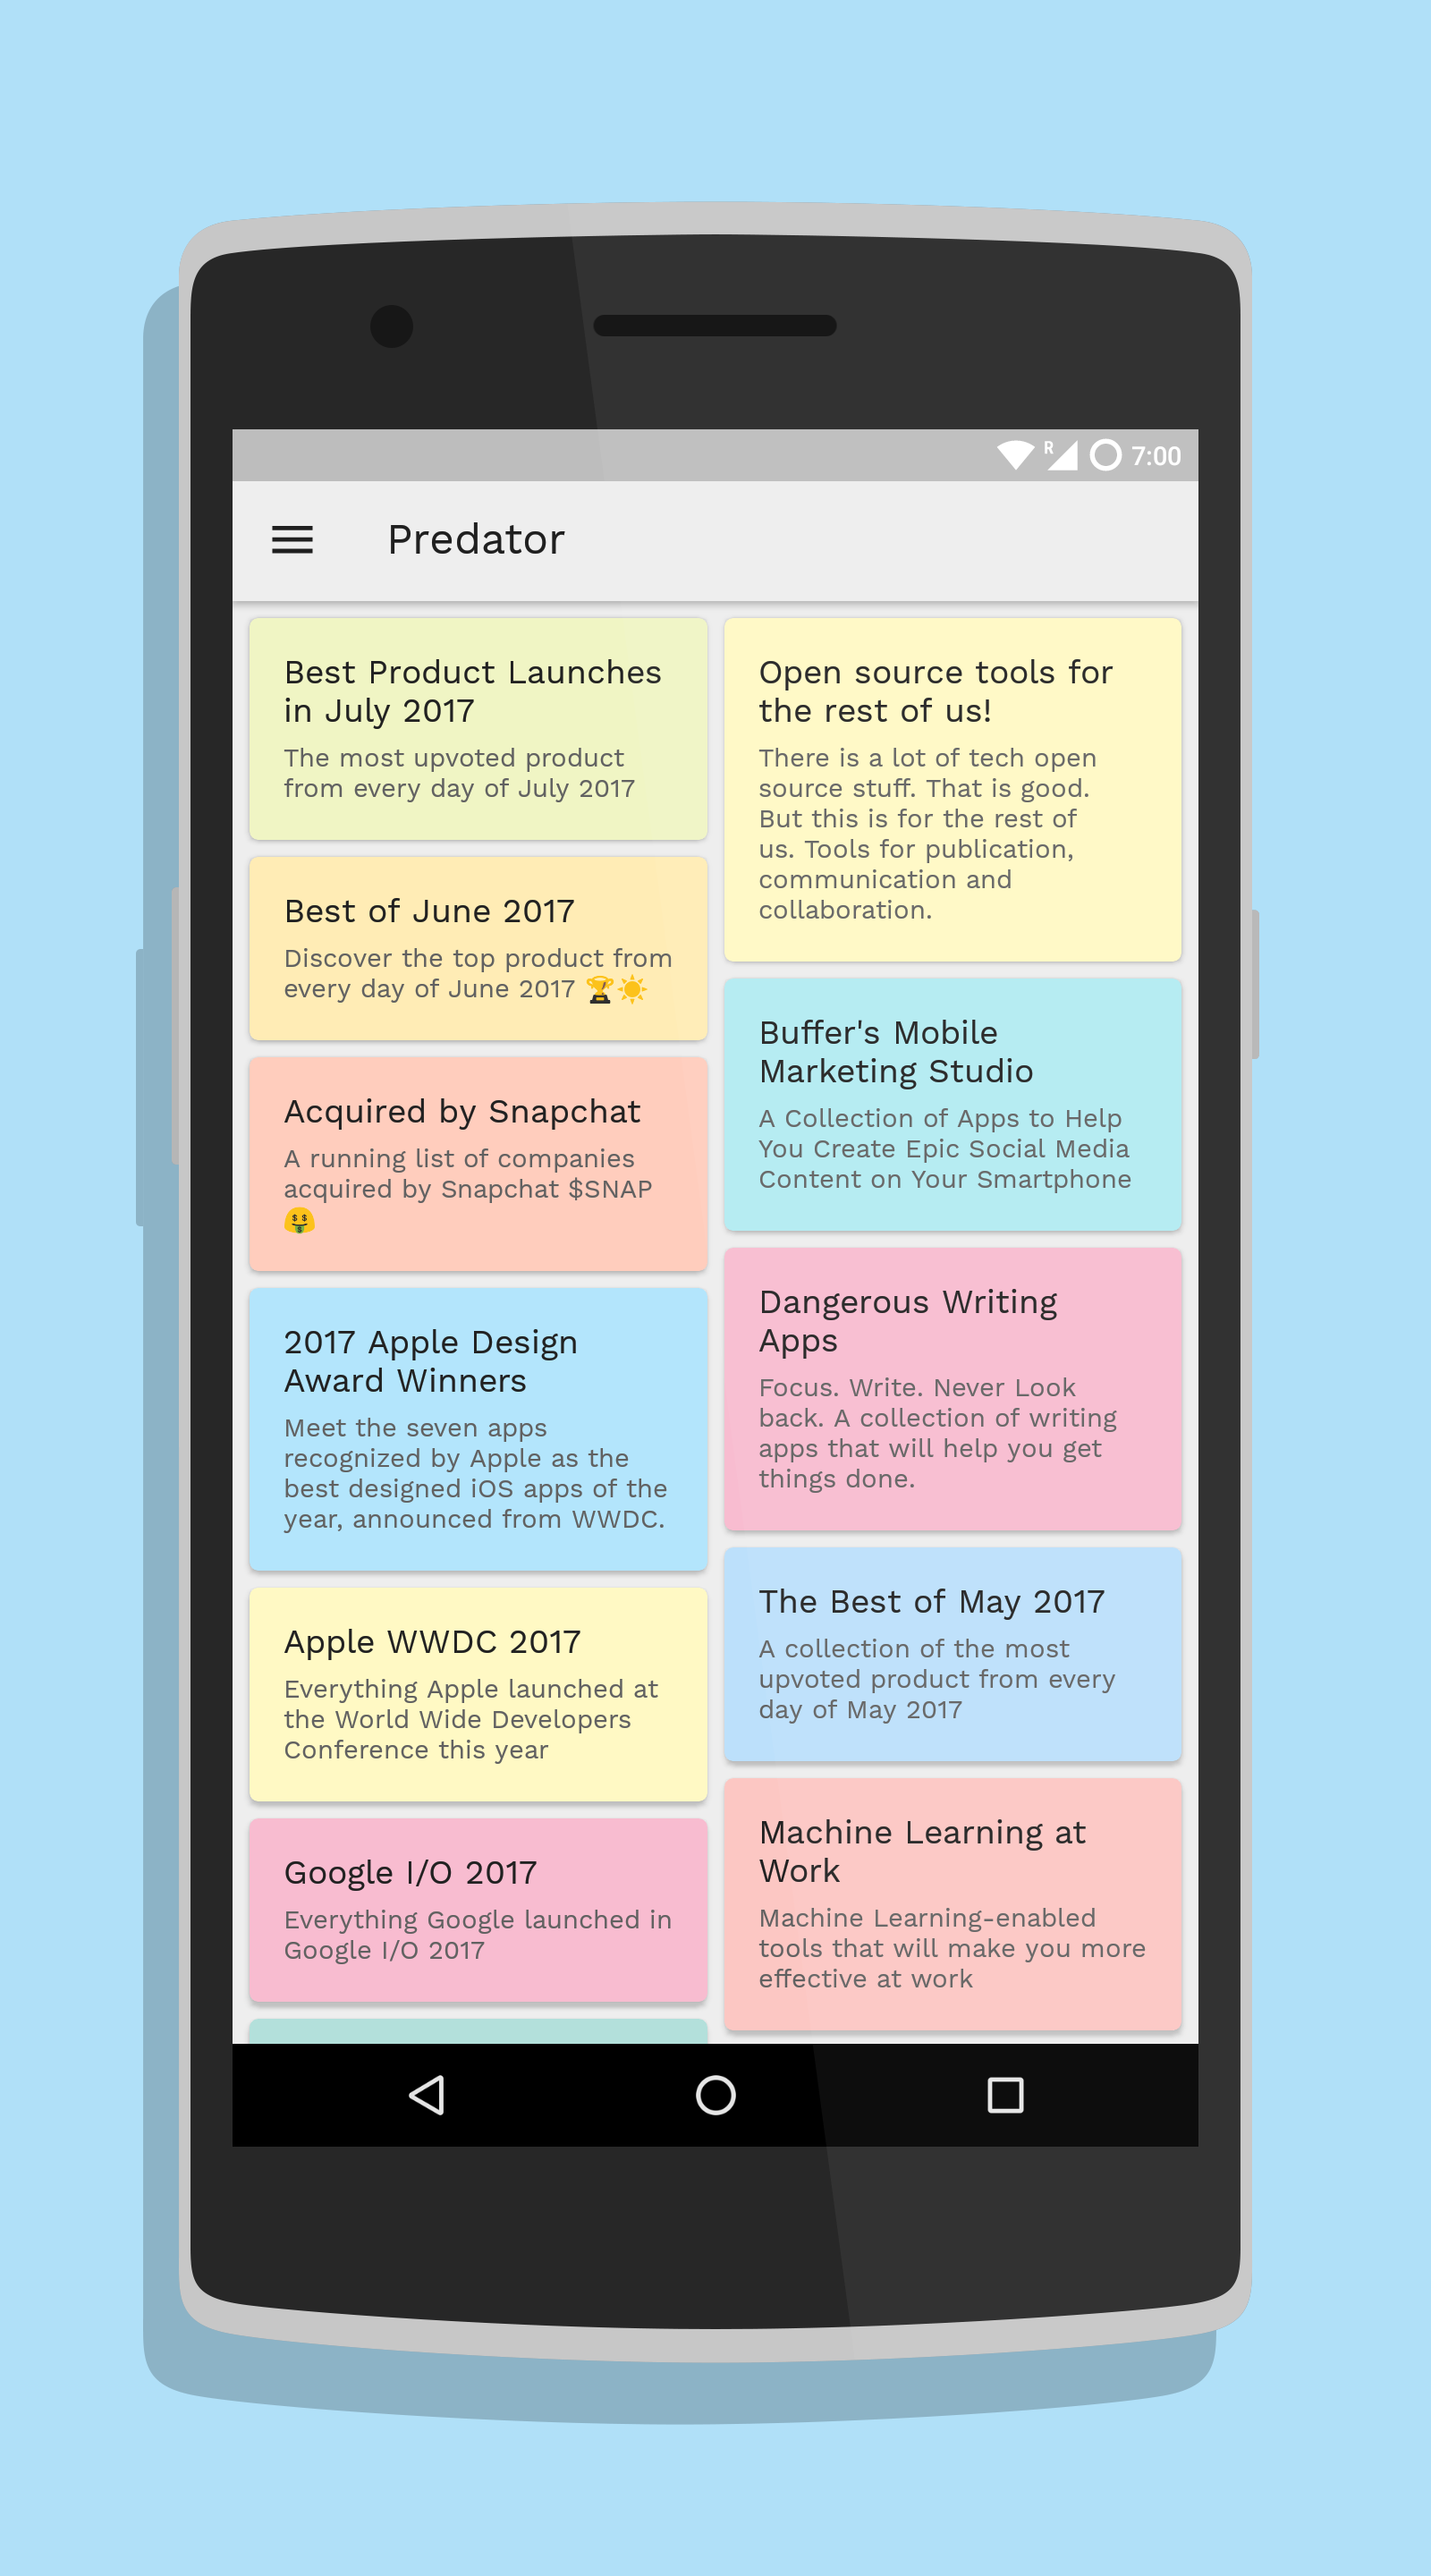 R 7:00
Predator
Best Product Launches
in July 2017
The most upvoted product
from every day of July 2017
Best of June 2017
Discover the top product from
every day of June 2017 🏆☀️
Acquired by Snapchat
A running list of companies
acquired by Snapchat $SNAP
🤑
2017 Apple Design
Award Winners
Meet the seven apps
recognized by Apple as the
best designed iOS apps of the
year, announced from WWDC.
Apple WWDC 2017
Everything Apple launched at
the World Wide Developers
Conference this year
Google I/O 2017
Everything Google launched in
Google I/O 2017
Open source tools for
the rest of us!
There is a lot of tech open
source stuff. That is good.
But this is for the rest of
us. Tools for publication,
communication and
collaboration.
Buffer's Mobile
Marketing Studio
A Collection of Apps to Help
You Create Epic Social Media
Content on Your Smartphone
Dangerous Writing
Apps
Focus. Write. Never Look
back. A collection of writing
apps that will help you get
things done.
The Best of May 2017
A collection of the most
upvoted product from every
day of May 2017
Machine Learning at
Work
Machine Learning-enabled
tools that will make you more
effective at work